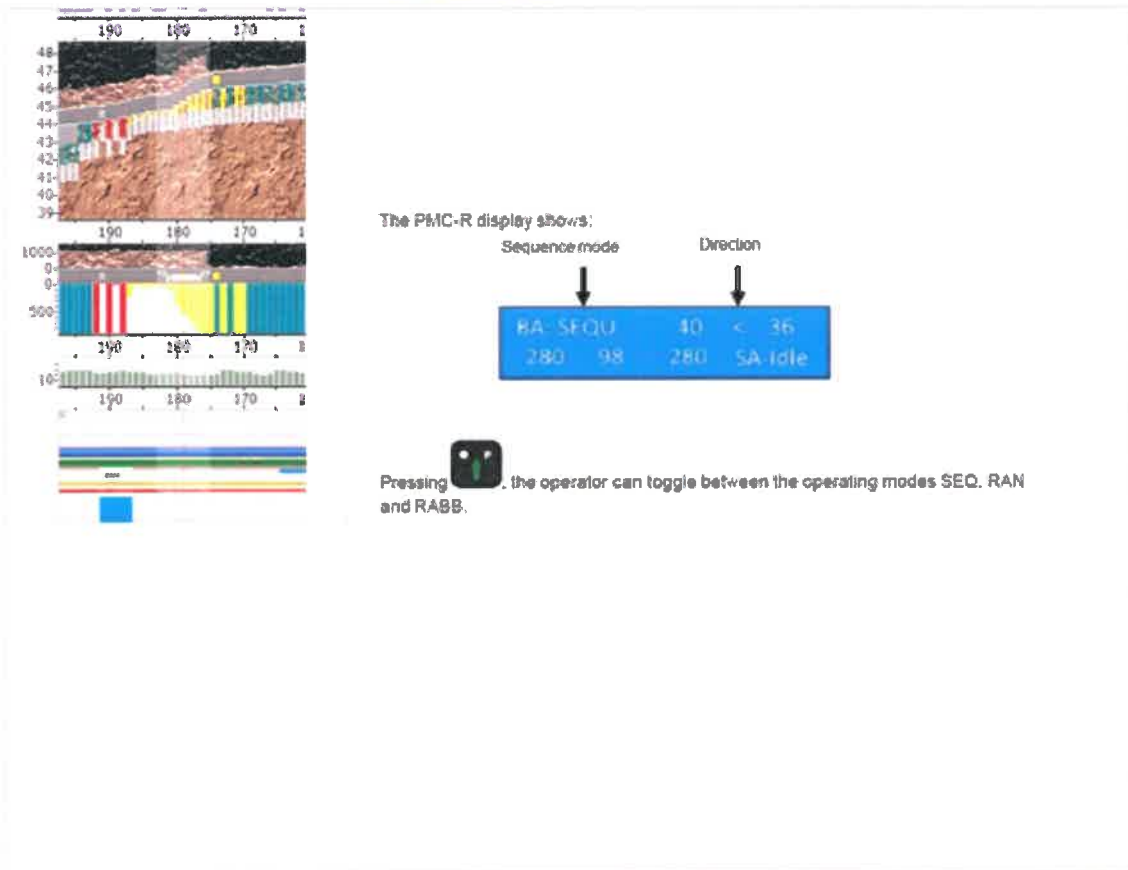 190 180 170 1
48
47
46
45
44
43
42
41
40
39
190 180 170 1
1000
0
0
500
190 170
10
190 180 170
The PMC-R display shows:
Sequence mode Direction
BA-SEQU 40 < 36
280 98 280 SA-idle
Pressing , the operator can toggle between the operating modes SEQ, RAN
and RABB.